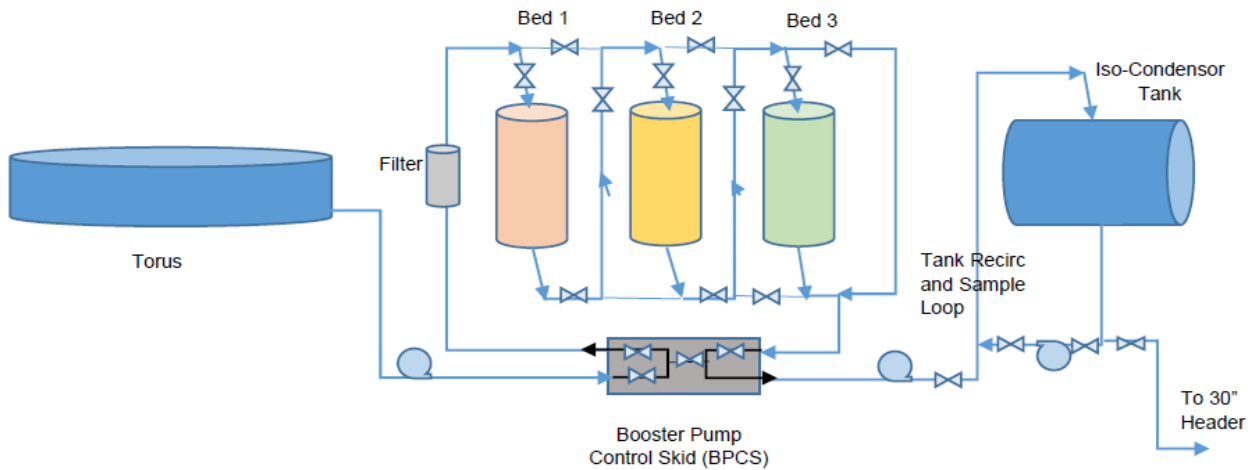 Bed 1
Bed 2
Bed 3
Iso-Condensor
Tank
Filter
Torus
Tank Recirc
and Sample
Loop
To 30"
Header
Booster Pump
Control Skid (BPCS)